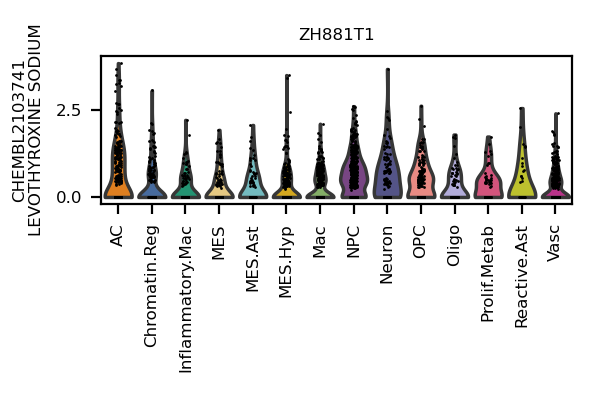 ZH881T1
CHEMBL2103741
LEVOTHYROXINE SODIUM
2.5
0.0
AC
Chromatin.Reg
Inflammatory.Mac
MES
MES.Ast
MES.Hyp
Mac
NPC
Neuron
OPC
Oligo
Prolif.Metab
Reactive.Ast
Vasc